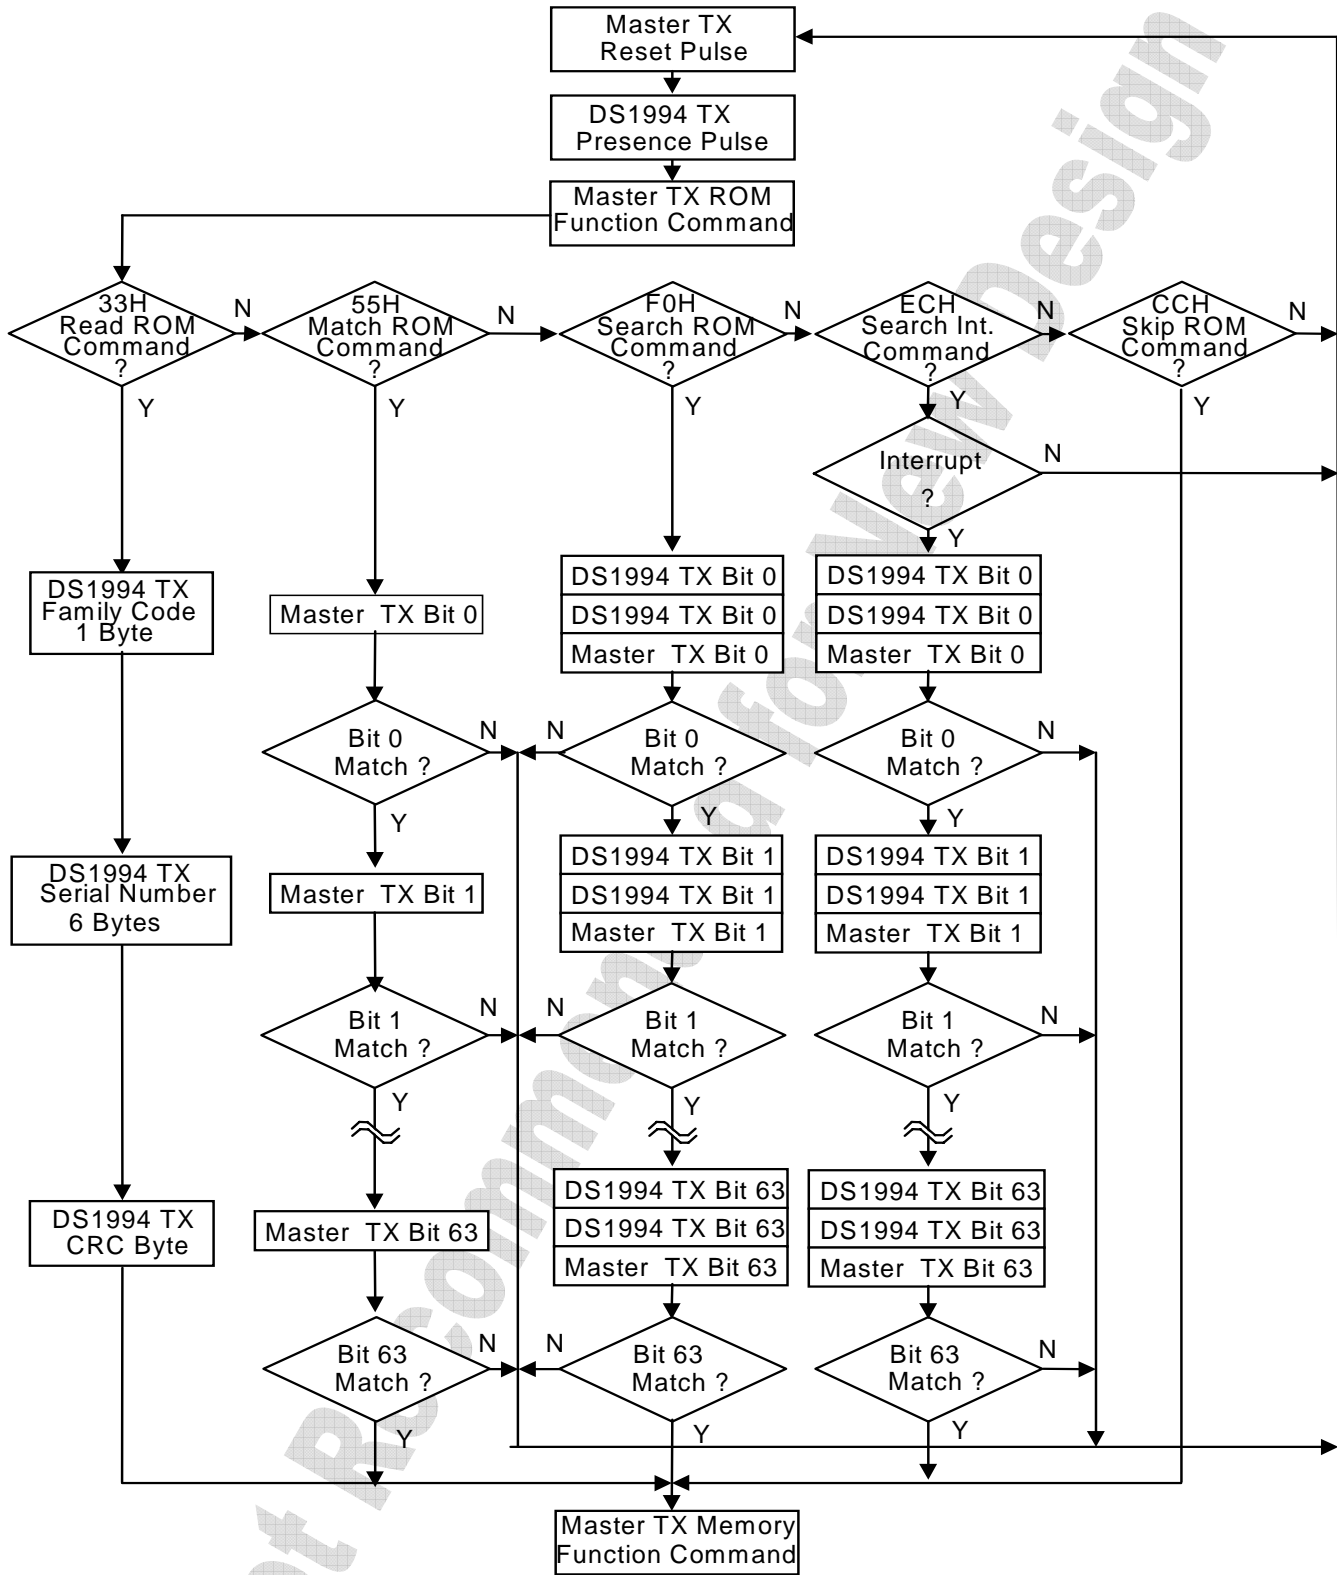 Master TX
Reset Pulse
DS1994 TX
Presence Pulse
Master TX ROM
Function Command
33H
Read ROM
Command
?
N
Y
55H
Match ROM
Command
?
N
Y
F0H
Search ROM
Command
?
N
Y
ECH
Search Int.
Command
?
N
Y
CCH
Skip ROM
Command
?
N
Y
Interrupt
?
N
Y
DS1994 TX
Family Code
1 Byte
DS1994 TX
Serial Number
6 Bytes
DS1994 TX
CRC Byte
Master TX Bit 0
Bit 0
Match ?
N
Y
Master TX Bit 1
Bit 1
Match ?
N
Y
Master TX Bit 63
Bit 63
Match ?
N
Y
DS1994 TX Bit 0
DS1994 TX Bit 0
Master TX Bit 0
Bit 0
Match ?
N
Y
DS1994 TX Bit 1
DS1994 TX Bit 1
Master TX Bit 1
Bit 1
Match ?
N
Y
DS1994 TX Bit 63
DS1994 TX Bit 63
Master TX Bit 63
Bit 63
Match ?
N
Y
DS1994 TX Bit 0
DS1994 TX Bit 0
Master TX Bit 0
Bit 0
Match ?
N
Y
DS1994 TX Bit 1
DS1994 TX Bit 1
Master TX Bit 1
Bit 1
Match ?
N
Y
DS1994 TX Bit 63
DS1994 TX Bit 63
Master TX Bit 63
Bit 63
Match ?
N
Y
Master TX Memory
Function Command
for New Design